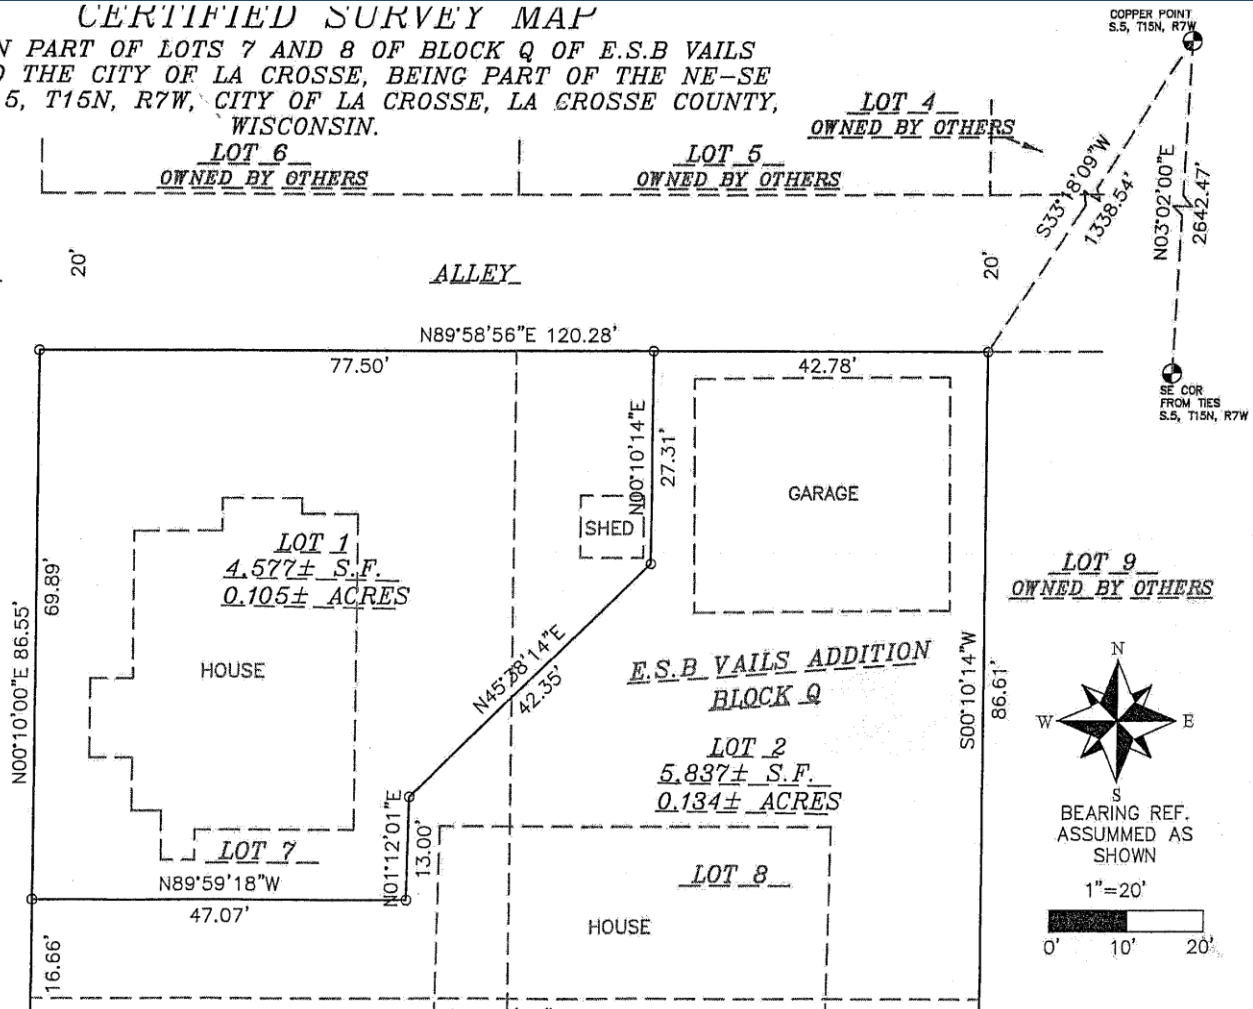 CERTIFIED SURVEY MAP
N PART OF LOTS 7 AND 8 OF BLOCK Q OF E.S.B VAILS
THE CITY OF LA CROSSE, BEING PART OF THE NE-SE
5, T15N, R7W, CITY OF LA CROSSE, LA CROSSE COUNTY,
WISCONSIN.
COPPER POINT
S.5, T15N, R7W
LOT 4
OWNED BY OTHERS
LOT 6
OWNED BY OTHERS
LOT 5
OWNED BY OTHERS
S33°18'09"W
1338.54'
N03°02'00"E
2642.47'
20'
ALLEY
20'
N89°58'56"E 120.28'
77.50'
42.78'
SE COR
FROM TIES
S.5, T15N, R7W
N00°10'14"E
27.31'
GARAGE
SHED
LOT 1
4,577± S.F.
0.105± ACRES
69.89'
N00°10'00"E 86.55'
HOUSE
N45°38'14"E
42.35'
LOT 9
OWNED BY OTHERS
E.S.B VAILS ADDITION
BLOCK Q
S00°10'14"W
86.61'
LOT 2
5,837± S.F.
0.134± ACRES
N
W
E
S
BEARING REF.
ASSUMMED AS
SHOWN
1"=20'
0' 10' 20'
N01°12'01"E
13.00'
LOT 7
N89°59'18"W
47.07'
LOT 8
HOUSE
16.66'